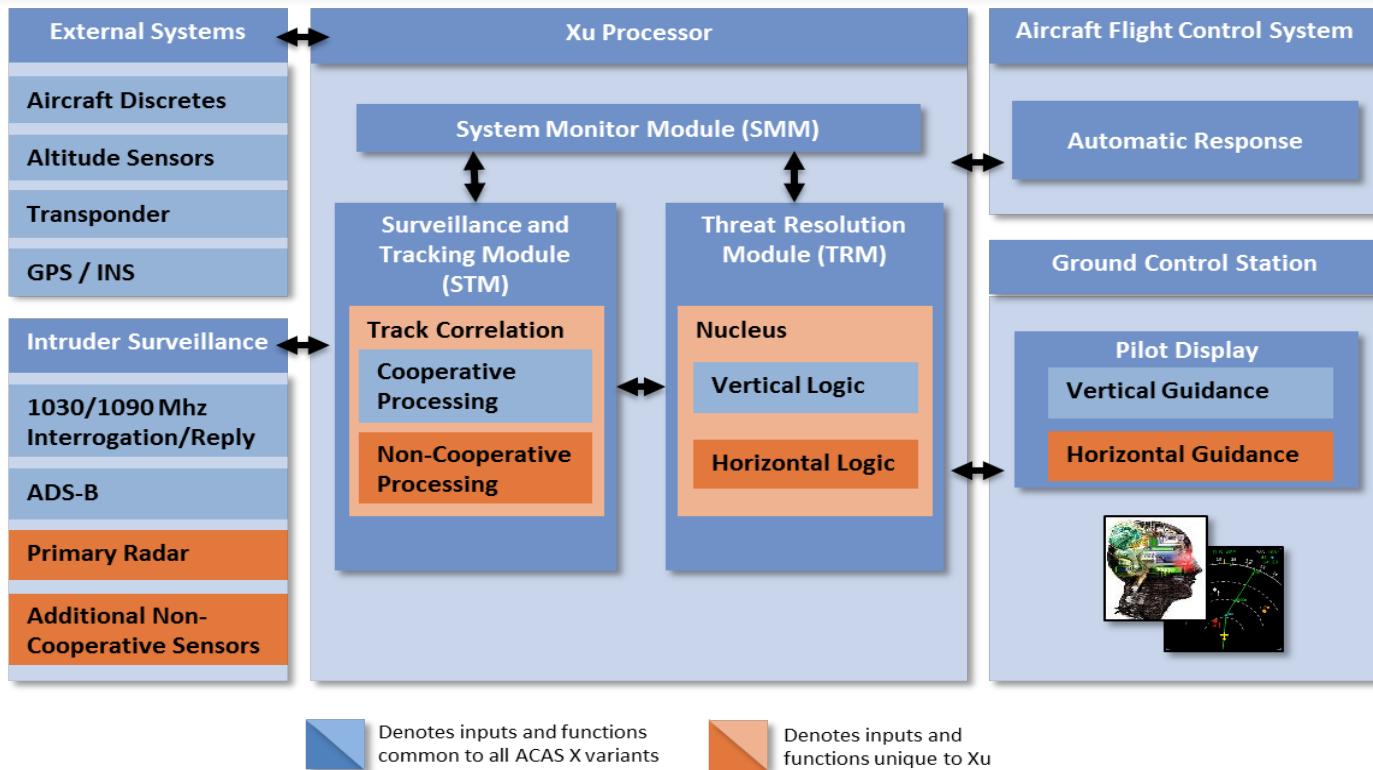 External Systems
Aircraft Discretes
Altitude Sensors
Transponder
GPS / INS
Intruder Surveillance
1030/1090 Mhz
Interrogation/Reply
ADS-B
Primary Radar
Additional Non-
Cooperative Sensors
Xu Processor
System Monitor Module (SMM)
Surveillance and
Tracking Module
(STM)
Track Correlation
Cooperative
Processing
Non-Cooperative
Processing
Threat Resolution
Module (TRM)
Nucleus
Vertical Logic
Horizontal Logic
Aircraft Flight Control System
Automatic Response
Ground Control Station
Pilot Display
Vertical Guidance
Horizontal Guidance
Denotes inputs and functions
common to all ACAS X variants
Denotes inputs and
functions unique to Xu